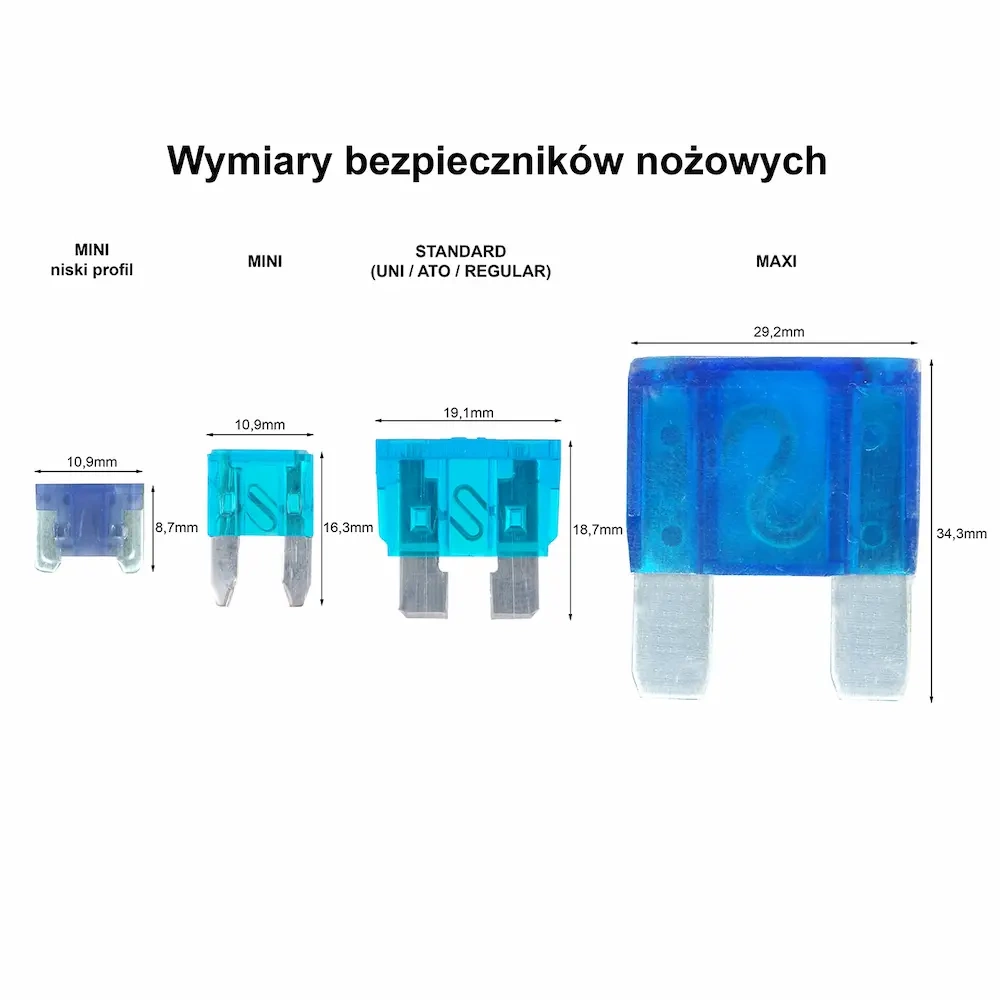 Wymiary bezpieczników nożowych
MINI
niski profil
MINI
STANDARD
(UNI / ATO / REGULAR)
MAXI
10,9mm
8,7mm
10,9mm
16,3mm
19,1mm
18,7mm
29,2mm
34,3mm